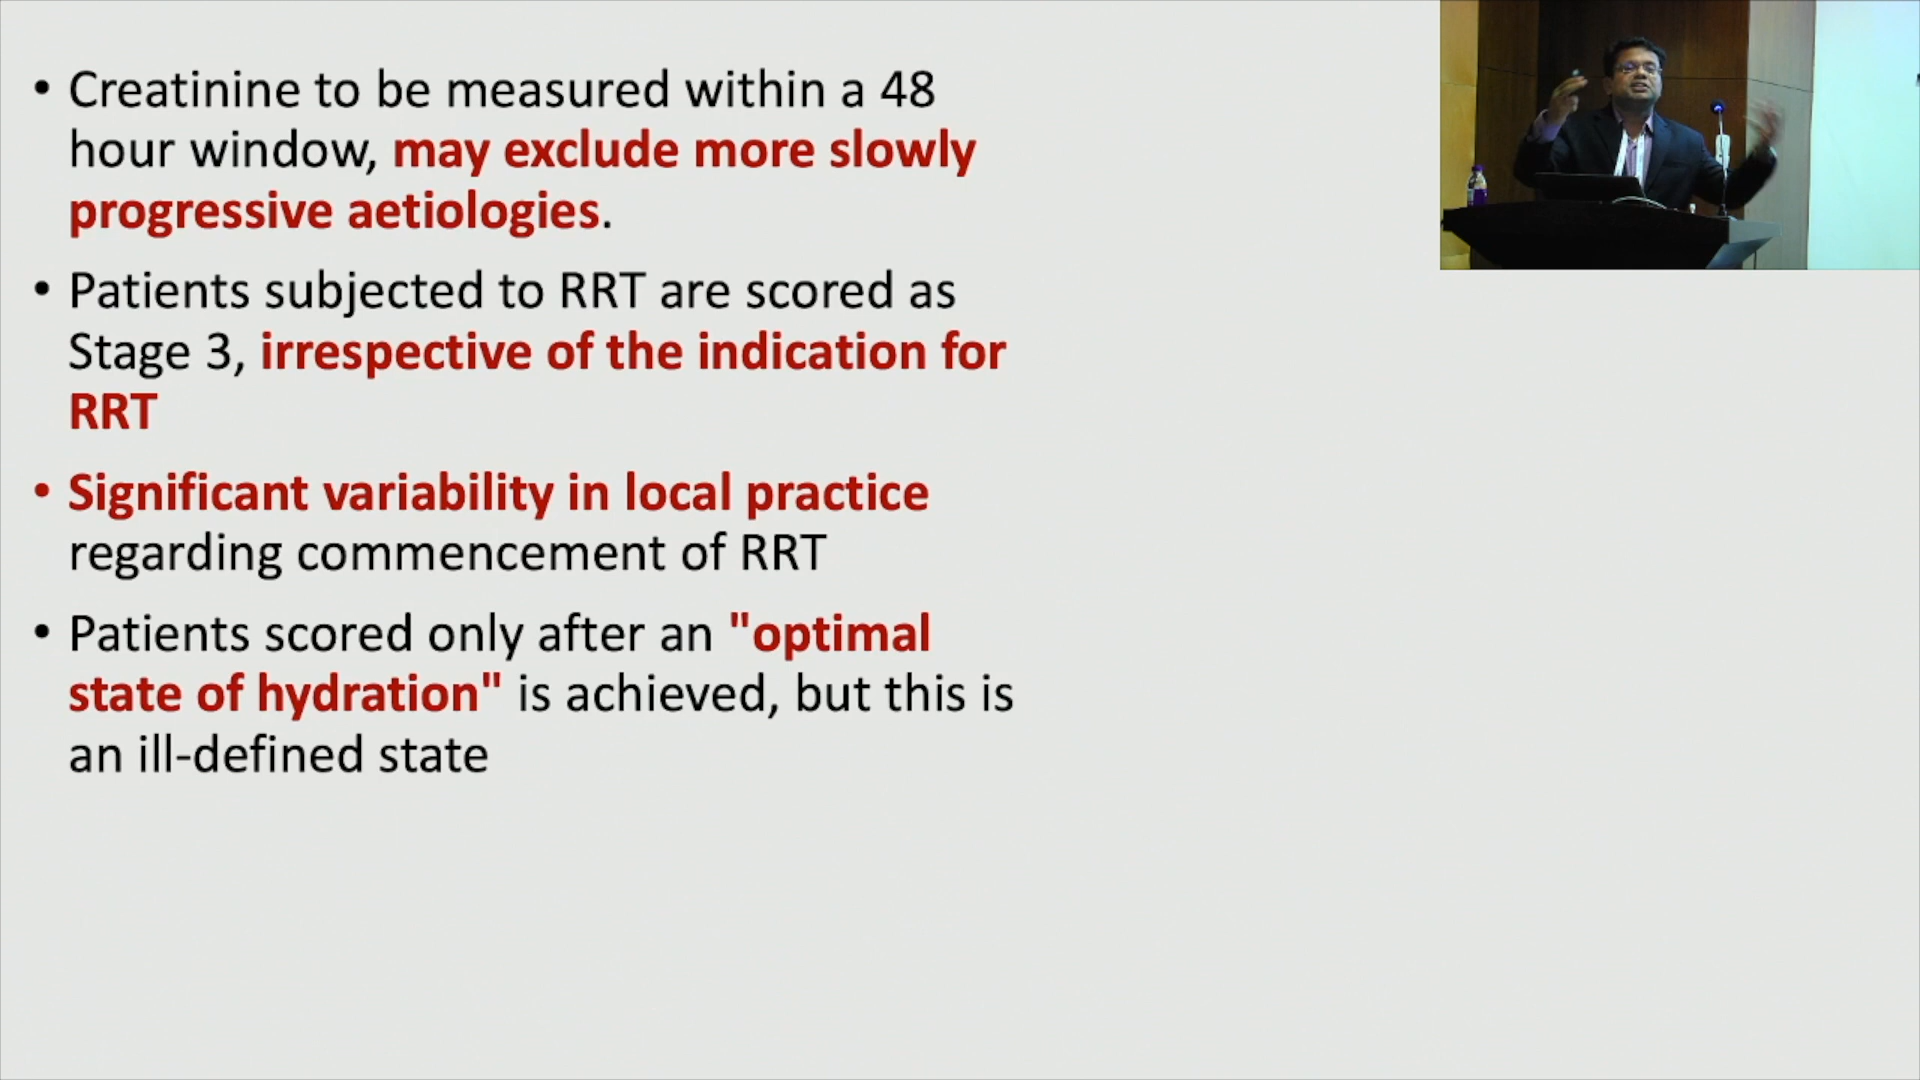 • Creatinine to be measured within a 48
hour window, may exclude more slowly
progressive aetiologies.
• Patients subjected to RRT are scored as
Stage 3, irrespective of the indication for
RRT
• Significant variability in local practice
regarding commencement of RRT
• Patients scored only after an "optimal
state of hydration" is achieved, but this is
an ill-defined state